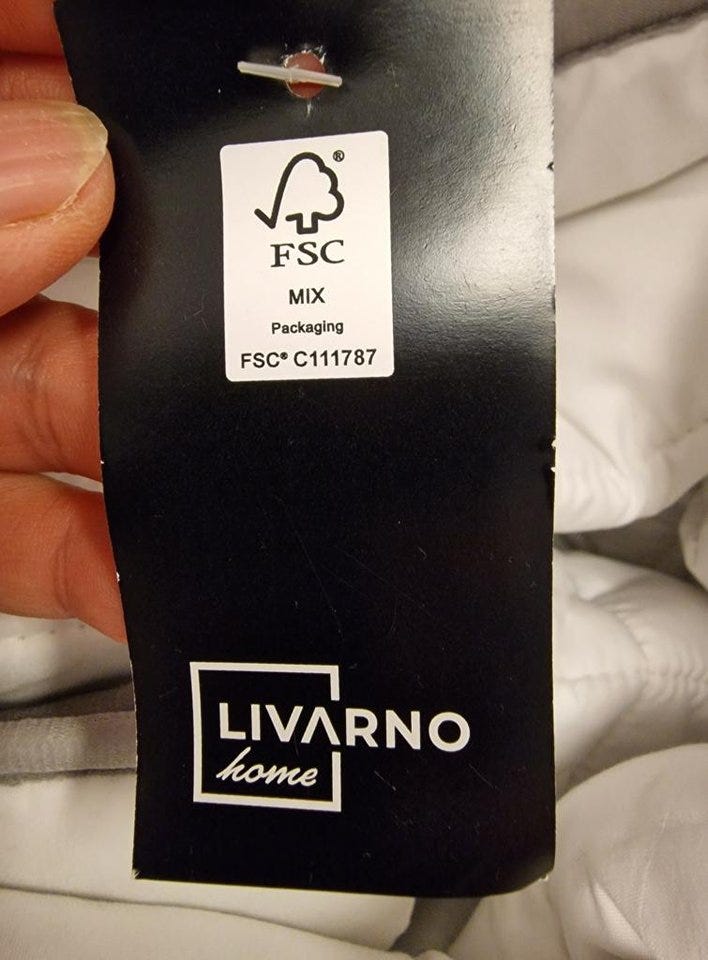 ®
FSC
MIX
Packaging
FSC® C111787
LIVARNO
home